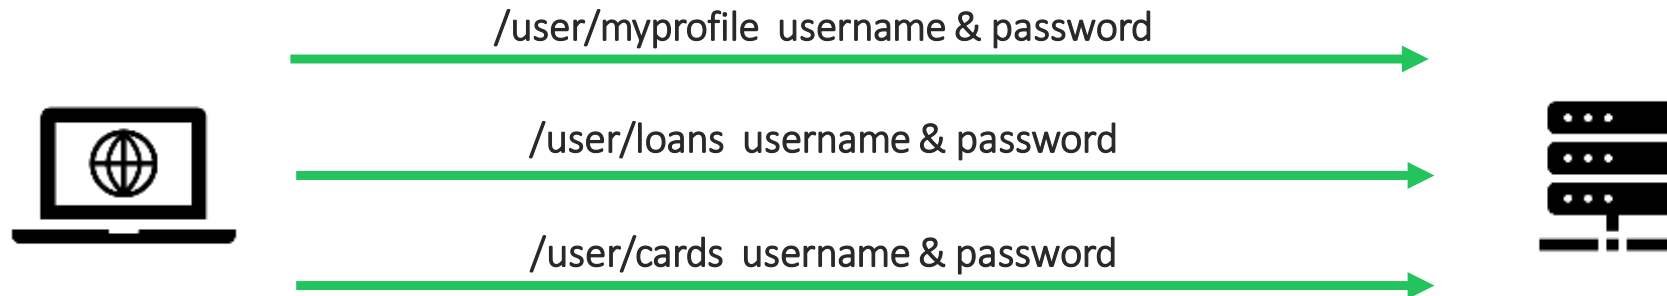 /user/myprofile username & password
/user/loans username & password
/user/cards username & password